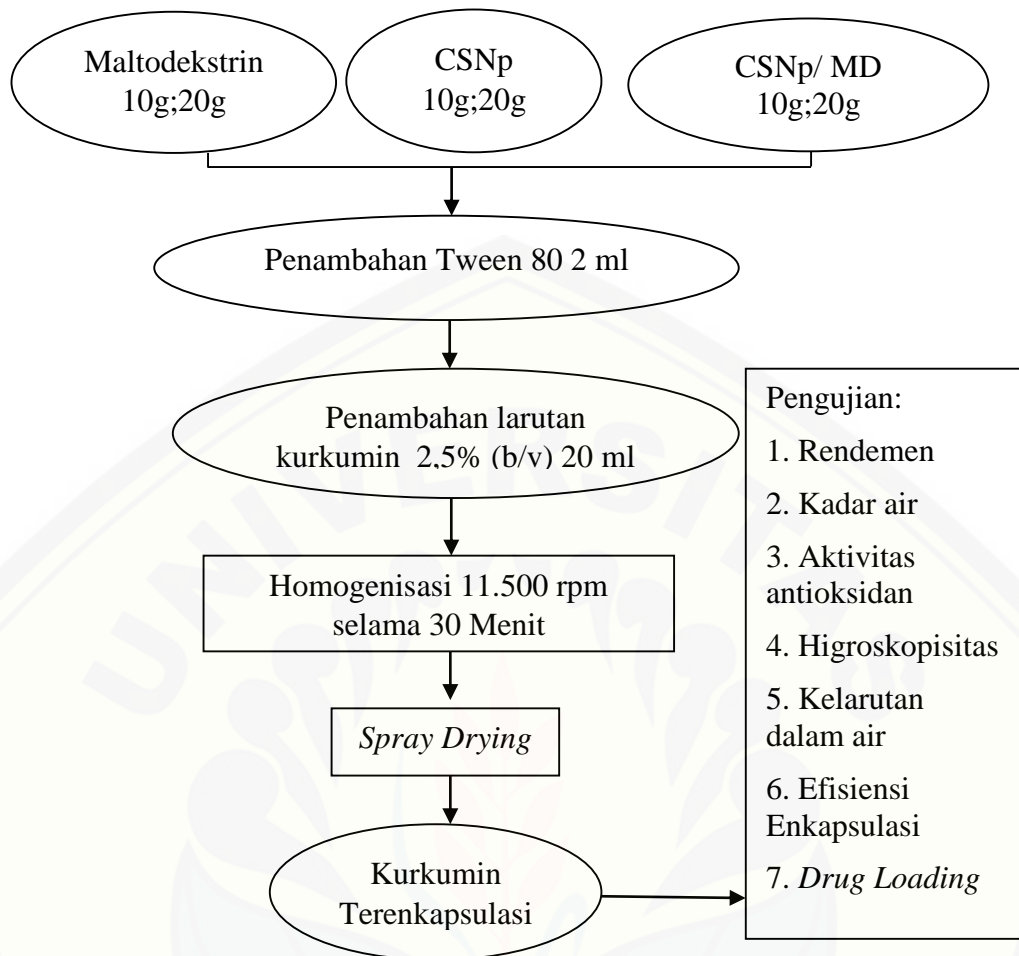 Maltodekstrin
10g;20g
CSNp
10g;20g
CSNp/ MD
10g;20g
Penambahan Tween 80 2 ml
Penambahan larutan
kurkumin 2,5% (b/v) 20 ml
Homogenisasi 11.500 rpm
selama 30 Menit
Spray Drying
Kurkumin
Terenkapsulasi
Pengujian:
1. Rendemen
2. Kadar air
3. Aktivitas
antioksidan
4. Higroskopisitas
5. Kelarutan
dalam air
6. Efisiensi
Enkapsulasi
7. Drug Loading
UNIVERSITA